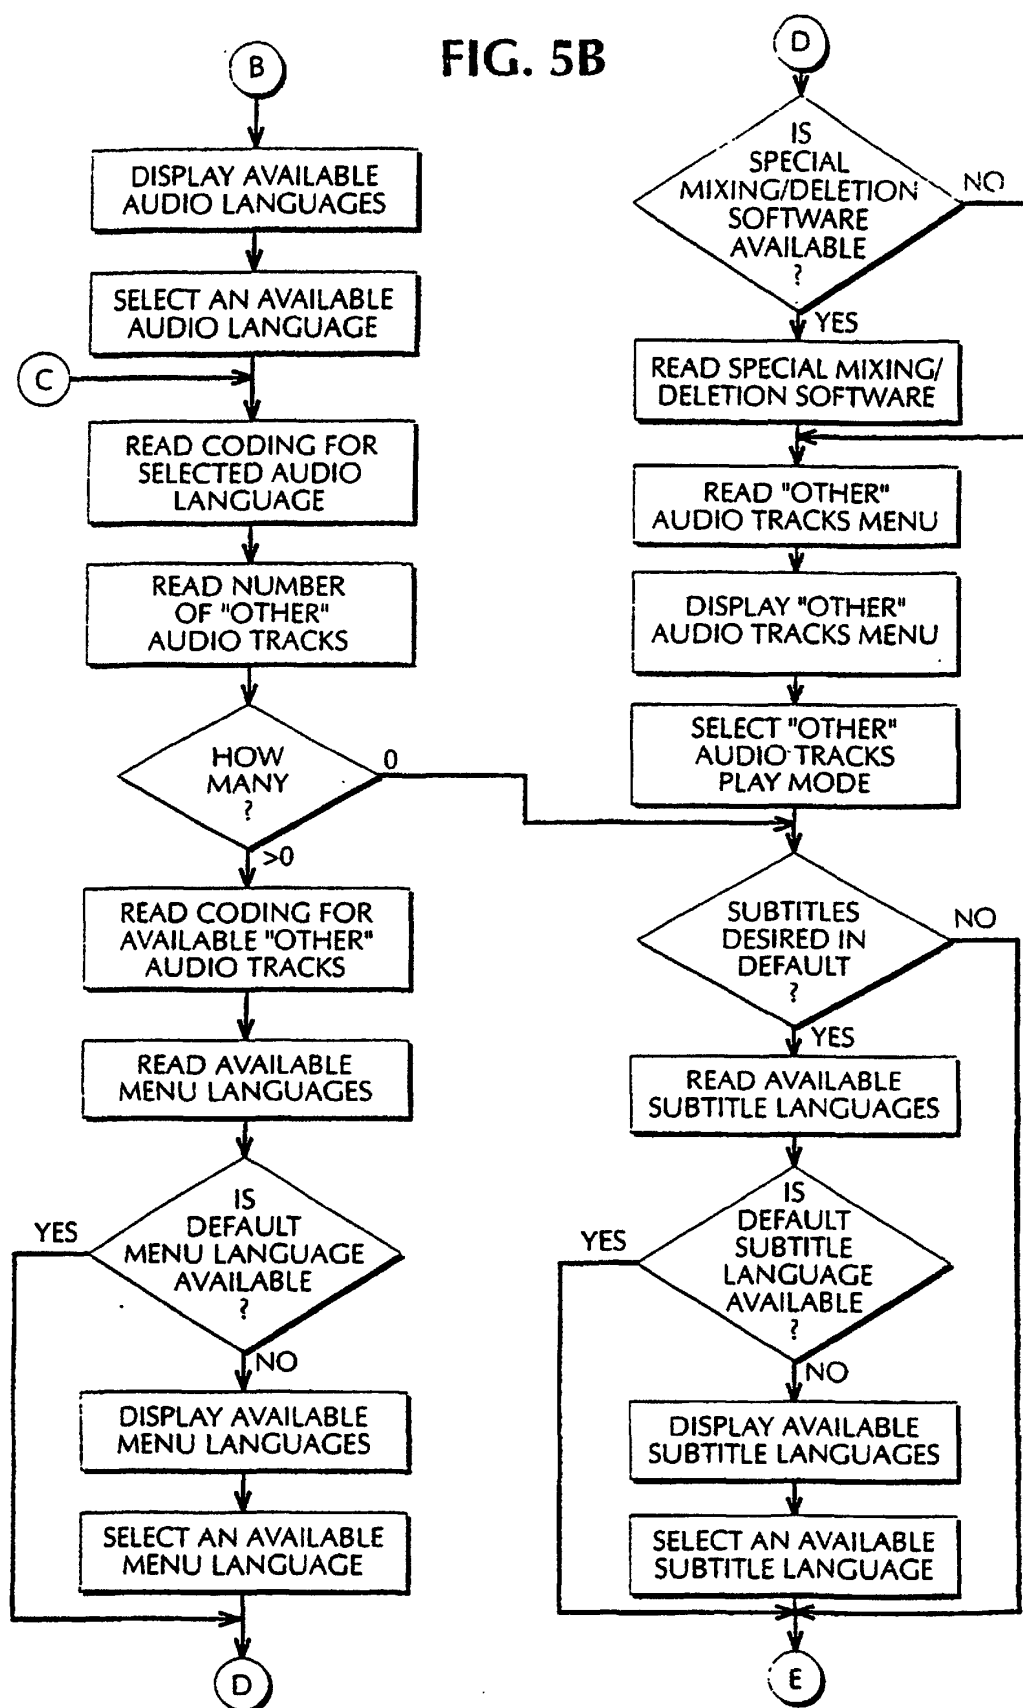 FIG. 5B
B
DISPLAY AVAILABLE
AUDIO LANGUAGES
SELECT AN AVAILABLE
AUDIO LANGUAGE
C
READ CODING FOR
SELECTED AUDIO
LANGUAGE
READ NUMBER
OF "OTHER"
AUDIO TRACKS
HOW
MANY
?
0
>0
READ CODING FOR
AVAILABLE "OTHER"
AUDIO TRACKS
READ AVAILABLE
MENU LANGUAGES
IS
DEFAULT
MENU LANGUAGE
AVAILABLE
?
YES
NO
DISPLAY AVAILABLE
MENU LANGUAGES
SELECT AN AVAILABLE
MENU LANGUAGE
D
D
IS
SPECIAL
MIXING/DELETION
SOFTWARE
AVAILABLE
?
NO
YES
READ SPECIAL MIXING/
DELETION SOFTWARE
READ "OTHER"
AUDIO TRACKS MENU
DISPLAY "OTHER"
AUDIO TRACKS MENU
SELECT "OTHER"
AUDIO TRACKS
PLAY MODE
SUBTITLES
DESIRED IN
DEFAULT
?
NO
YES
READ AVAILABLE
SUBTITLE LANGUAGES
IS
DEFAULT
SUBTITLE
LANGUAGE
AVAILABLE
?
YES
NO
DISPLAY AVAILABLE
SUBTITLE LANGUAGES
SELECT AN AVAILABLE
SUBTITLE LANGUAGE
E